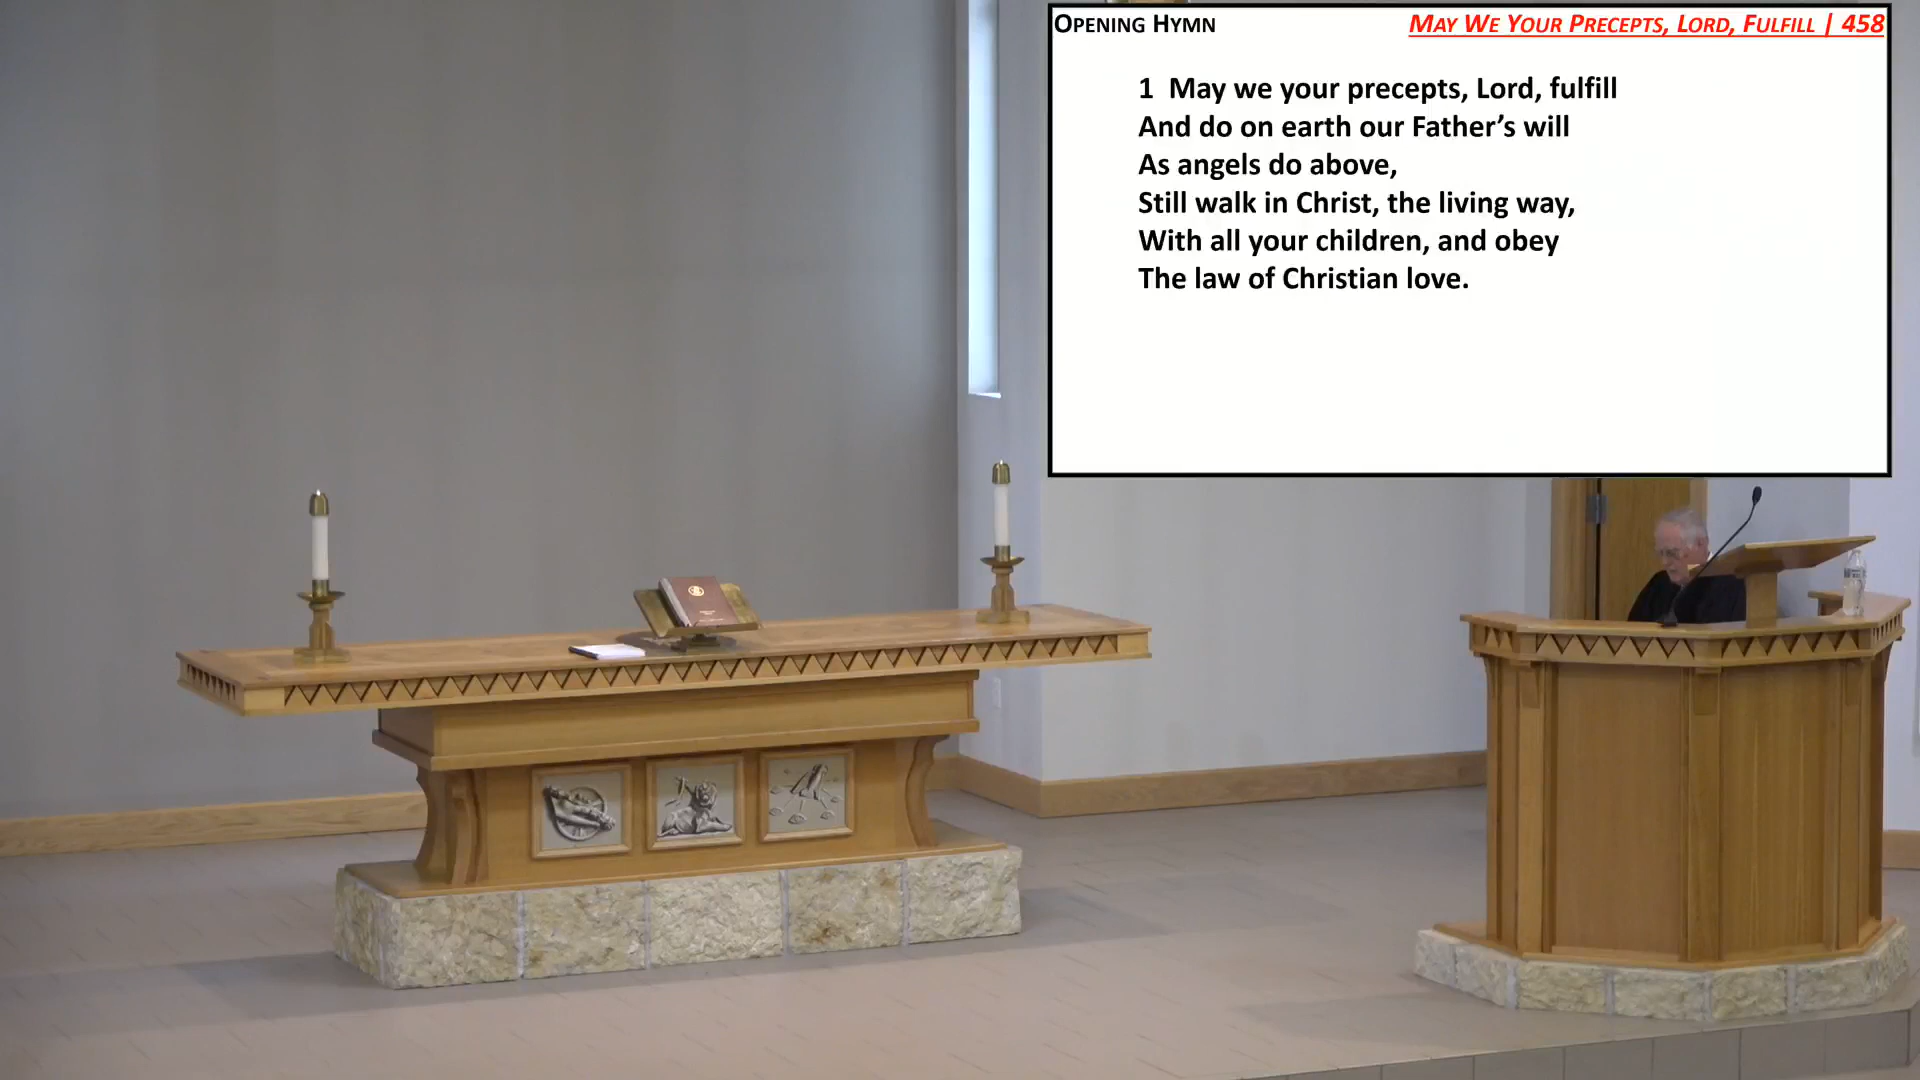 OPENING HYMN
MAY WE YOUR PRECEPTS, LORD, FULFILL | 458
1 May we your precepts, Lord, fulfill
And do on earth our Father’s will
As angels do above,
Still walk in Christ, the living way,
With all your children, and obey
The law of Christian love.